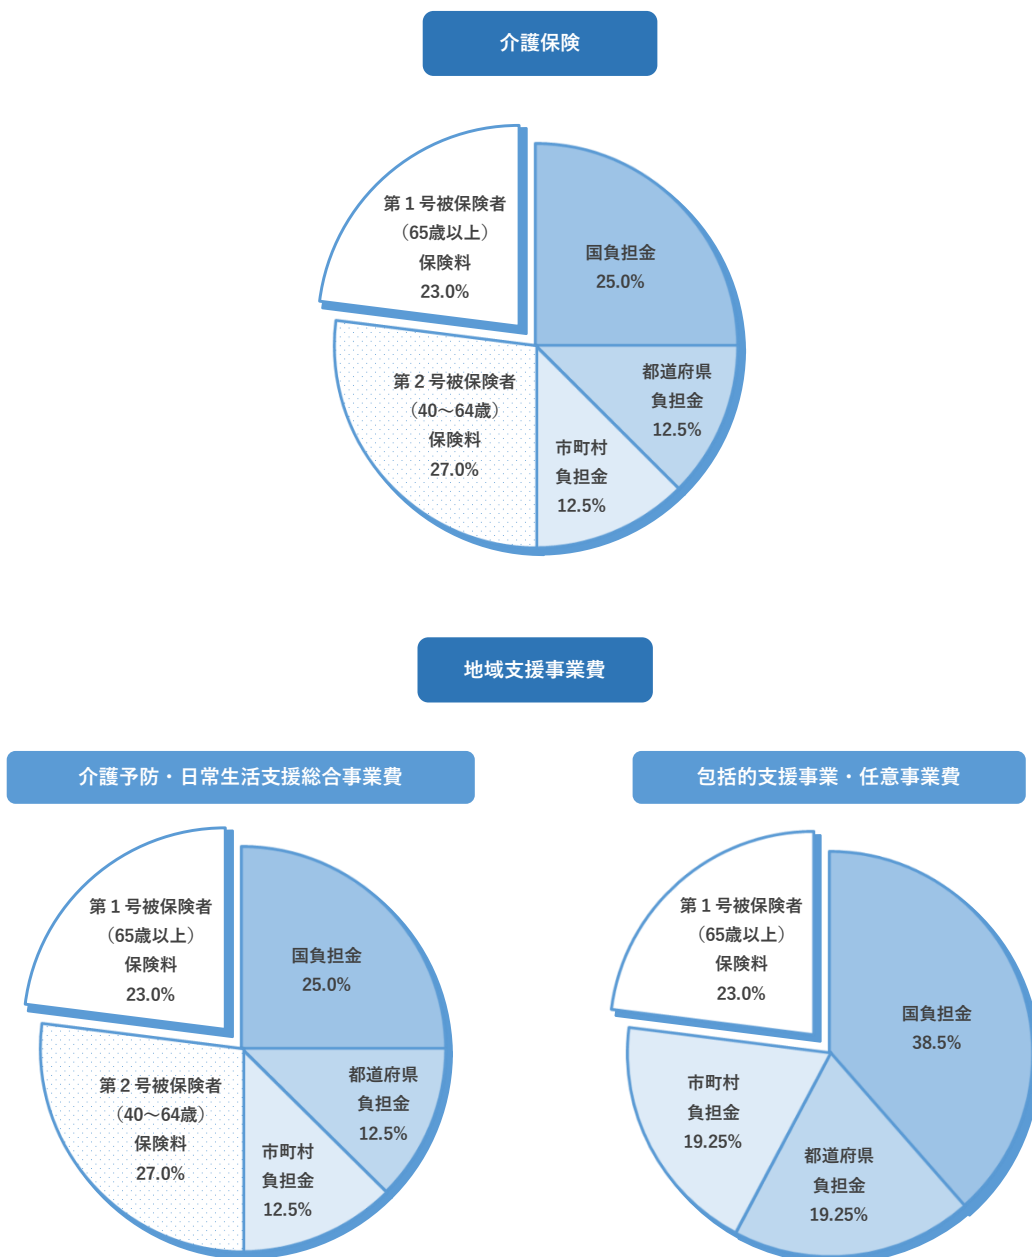 介護保険
第1号被保険者
（65歳以上）
保険料
23.0%
国負担金
25.0%
都道府県
負担金
12.5%
市町村
負担金
12.5%
第2号被保険者
（40～64歳）
保険料
27.0%
地域支援事業費
介護予防・日常生活支援総合事業費
第1号被保険者
（65歳以上）
保険料
23.0%
国負担金
25.0%
都道府県
負担金
12.5%
市町村
負担金
12.5%
第2号被保険者
（40～64歳）
保険料
27.0%
包括的支援事業・任意事業費
第1号被保険者
（65歳以上）
保険料
23.0%
国負担金
38.5%
都道府県
負担金
19.25%
市町村
負担金
19.25%